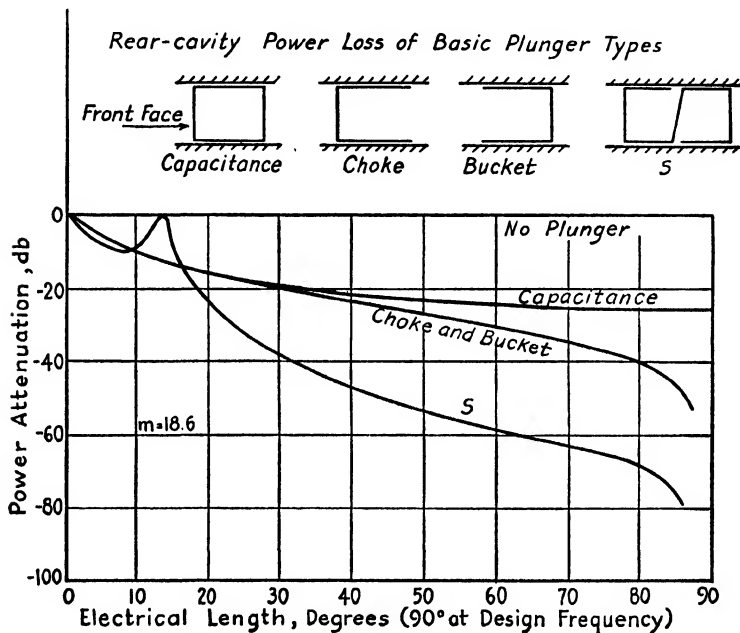 Rear-cavity Power Loss of Basic Plunger Types
Front Face
Capacitance
Choke
Bucket
S
No Plunger
Capacitance
Choke and Bucket
S
m=18.6
Power Attenuation, db
0
-20
-40
-60
-80
-100
0 10 20 30 40 50 60 70 80 90
Electrical Length, Degrees (90° at Design Frequency)